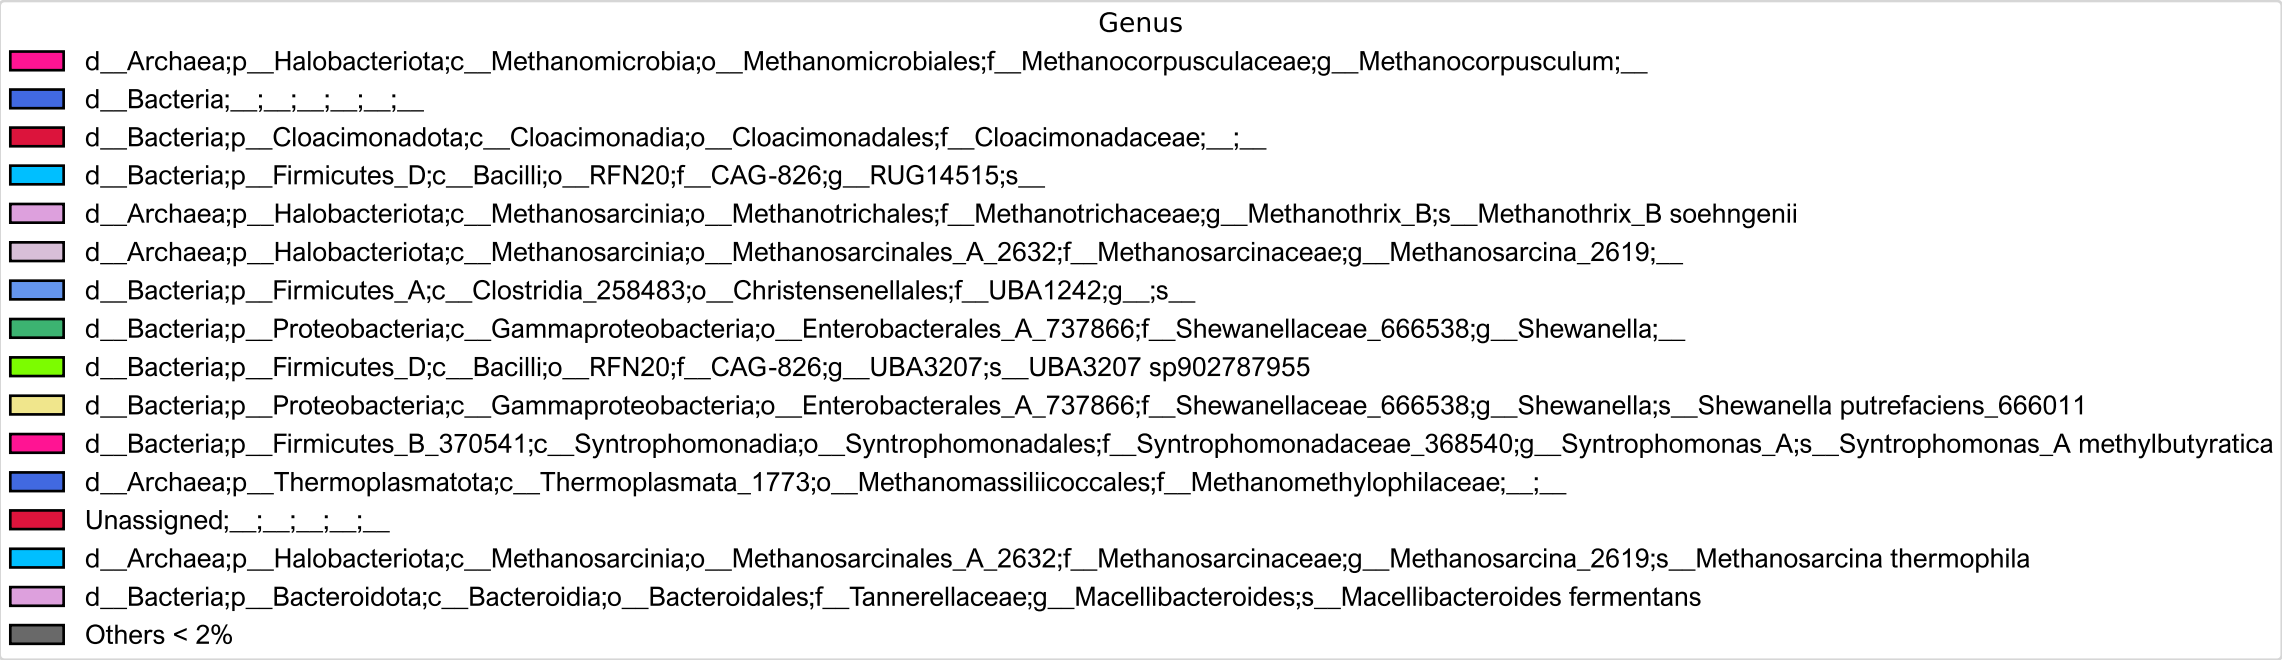 Genus
d__Archaea;p__Halobacteriota;c__Methanomicrobia;o__Methanomicrobiales;f__Methanocorpusculaceae;g__Methanocorpusculum;__
d__Bacteria;__;__;__;__;__;__
d__Bacteria;p__Cloacimonadota;c__Cloacimonadia;o__Cloacimonadales;f__Cloacimonadaceae;__;__
d__Bacteria;p__Firmicutes_D;c__Bacilli;o__RFN20;f__CAG-826;g__RUG14515;s__
d__Archaea;p__Halobacteriota;c__Methanosarcinia;o__Methanotrichales;f__Methanotrichaceae;g__Methanothrix_B;s__Methanothrix_B soehngenii
d__Archaea;p__Halobacteriota;c__Methanosarcinia;o__Methanosarcinales_A_2632;f__Methanosarcinaceae;g__Methanosarcina_2619;__
d__Bacteria;p__Firmicutes_A;c__Clostridia_258483;o__Christensenellales;f__UBA1242;g__;s__
d__Bacteria;p__Proteobacteria;c__Gammaproteobacteria;o__Enterobacterales_A_737866;f__Shewanellaceae_666538;g__Shewanella;__
d__Bacteria;p__Firmicutes_D;c__Bacilli;o__RFN20;f__CAG-826;g__UBA3207;s__UBA3207 sp902787955
d__Bacteria;p__Proteobacteria;c__Gammaproteobacteria;o__Enterobacterales_A_737866;f__Shewanellaceae_666538;g__Shewanella;s__Shewanella putrefaciens_666011
d__Bacteria;p__Firmicutes_B_370541;c__Syntrophomonadia;o__Syntrophomonadales;f__Syntrophomonadaceae_368540;g__Syntrophomonas_A;s__Syntrophomonas_A methylbutyratica
d__Archaea;p__Thermoplasmatota;c__Thermoplasmata_1773;o__Methanomassiliicoccales;f__Methanomethylophilaceae;__;__
Unassigned;__;__;__;__;__
d__Archaea;p__Halobacteriota;c__Methanosarcinia;o__Methanosarcinales_A_2632;f__Methanosarcinaceae;g__Methanosarcina_2619;s__Methanosarcina thermophila
d__Bacteria;p__Bacteroidota;c__Bacteroidia;o__Bacteroidales;f__Tannerellaceae;g__Macellibacteroides;s__Macellibacteroides fermentans
Others < 2%